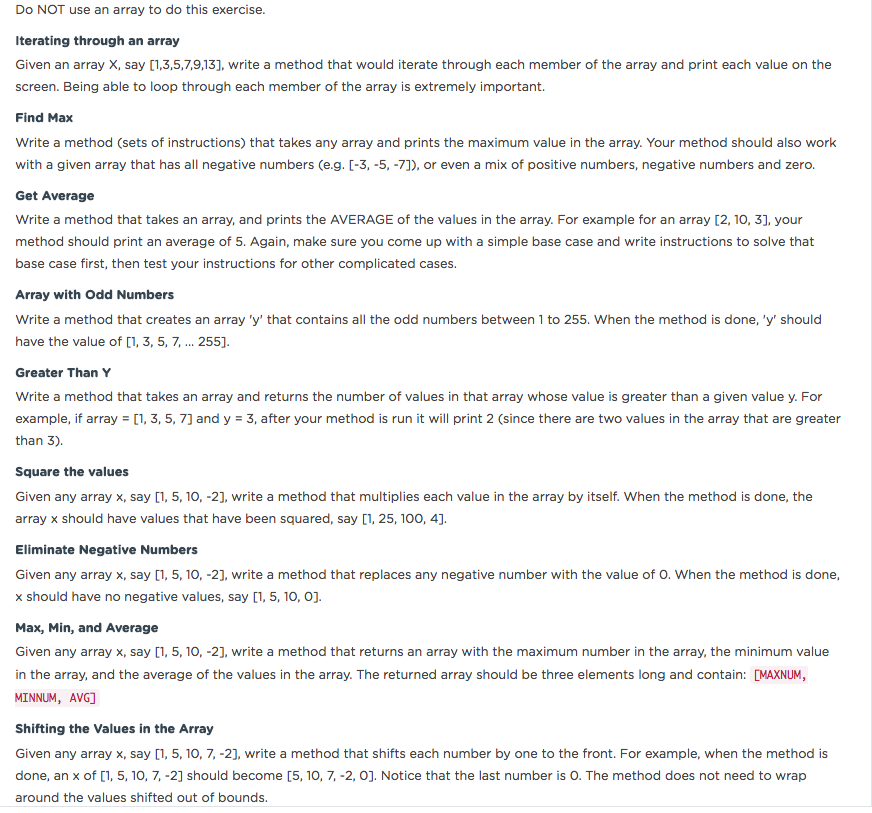 Do NOT use an array to do this exercise.
Iterating through an array
Given an array X, say [1,3,5,7,9,13], write a method that would iterate through each member of the array and print each value on the
screen. Being able to loop through each member of the array is extremely important.
Find Max
Write a method (sets of instructions) that takes any array and prints the maximum value in the array. Your method should also work
with a given array that has all negative numbers (e.g. [-3, -5, -7]), or even a mix of positive numbers, negative numbers and zero.
Get Average
Write a method that takes an array, and prints the AVERAGE of the values in the array. For example for an array [2, 10, 3], your
method should print an average of 5. Again, make sure you come up with a simple base case and write instructions to solve that
base case first, then test your instructions for other complicated cases.
Array with Odd Numbers
Write a method that creates an array 'y' that contains all the odd numbers between 1 to 255. When the method is done, 'y' should
have the value of [1, 3, 5, 7, ... 255].
Greater Than Y
Write a method that takes an array and returns the number of values in that array whose value is greater than a given value y. For
example, if array = [1, 3, 5, 7] and y = 3, after your method is run it will print 2 (since there are two values in the array that are greater
than 3).
Square the values
Given any array x, say [1, 5, 10, -2], write a method that multiplies each value in the array by itself. When the method is done, the
array x should have values that have been squared, say [1, 25, 100, 4].
Eliminate Negative Numbers
Given any array x, say [1, 5, 10, -2], write a method that replaces any negative number with the value of 0. When the method is done,
x should have no negative values, say [1, 5, 10, 0].
Max, Min, and Average
Given any array x, say [1, 5, 10, -2], write a method that returns an array with the maximum number in the array, the minimum value
in the array, and the average of the values in the array. The returned array should be three elements long and contain: [MAXNUM,
MINNUM, AVG]
Shifting the Values in the Array
Given any array x, say [1, 5, 10, 7, -2], write a method that shifts each number by one to the front. For example, when the method is
done, an x of [1, 5, 10, 7, -2] should become [5, 10, 7, -2, 0]. Notice that the last number is 0. The method does not need to wrap
around the values shifted out of bounds.